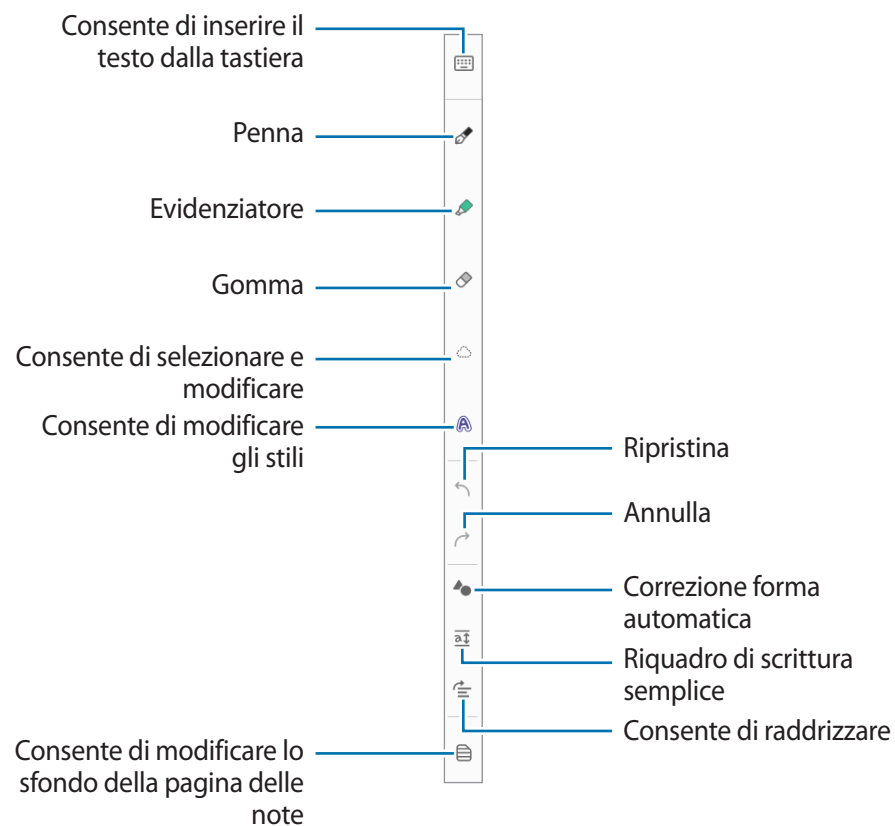 Consente di inserire il
testo dalla tastiera
Penna
Evidenziatore
Gomma
Consente di selezionare e
modificare
Consente di modificare
gli stili
Ripristina
Annulla
Correzione forma
automatica
Riquadro di scrittura
semplice
Consente di raddrizzare
Consente di modificare lo
sfondo della pagina delle
note